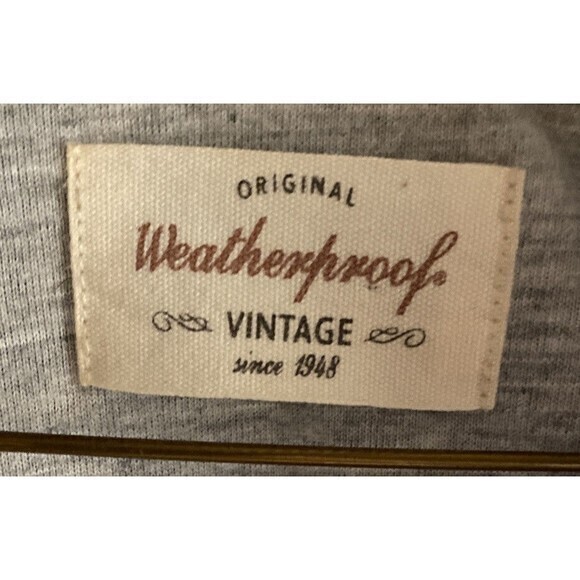 ORIGINAL
Weatherproof®
VINTAGE
since 1948